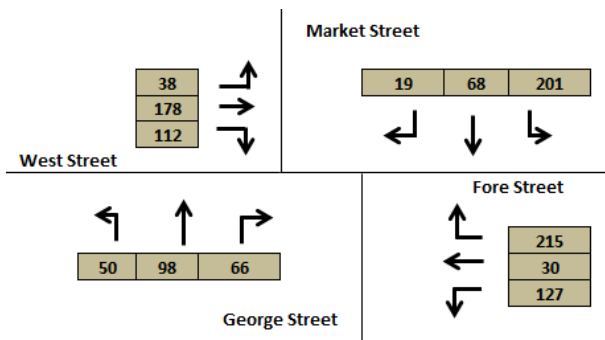 Market Street
38
178
112
19 68 201
West Street
Fore Street
50 98 66
215
30
127
George Street